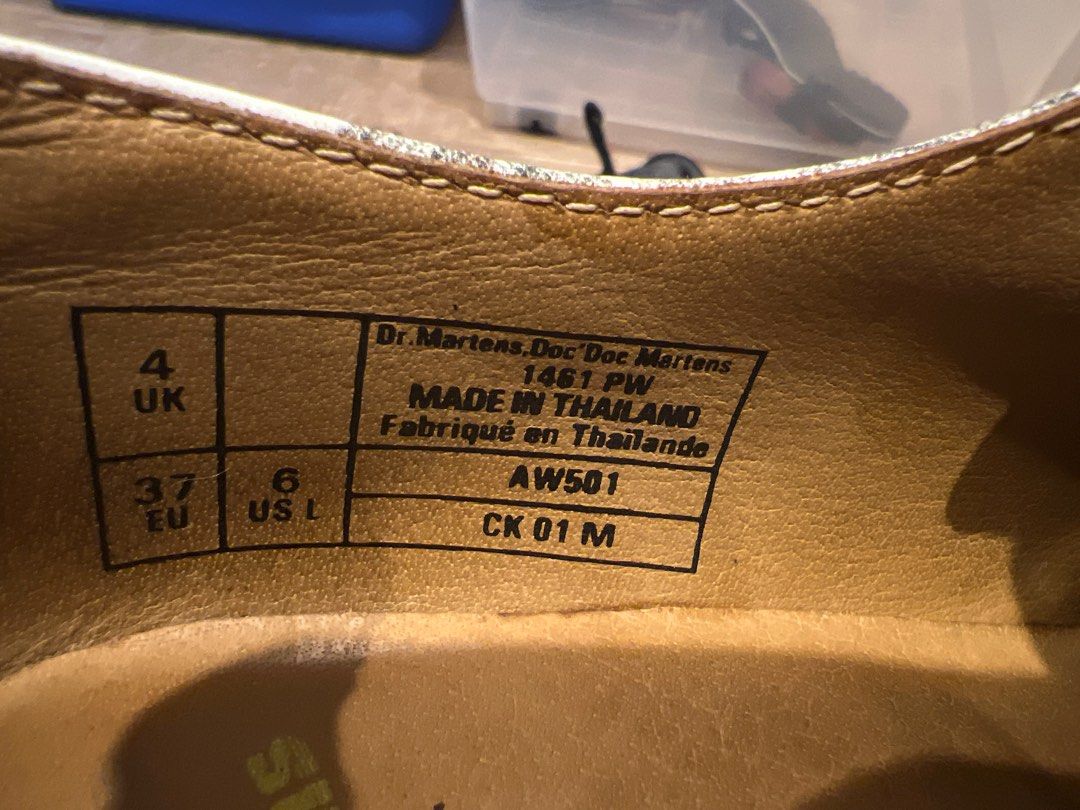 4
UK
37
EU
6
US L
Dr.Martens,Doc'Doc Martens
1461 PW
MADE IN THAILAND
Fabriqué en Thaïlande
AW501
CK 01 M